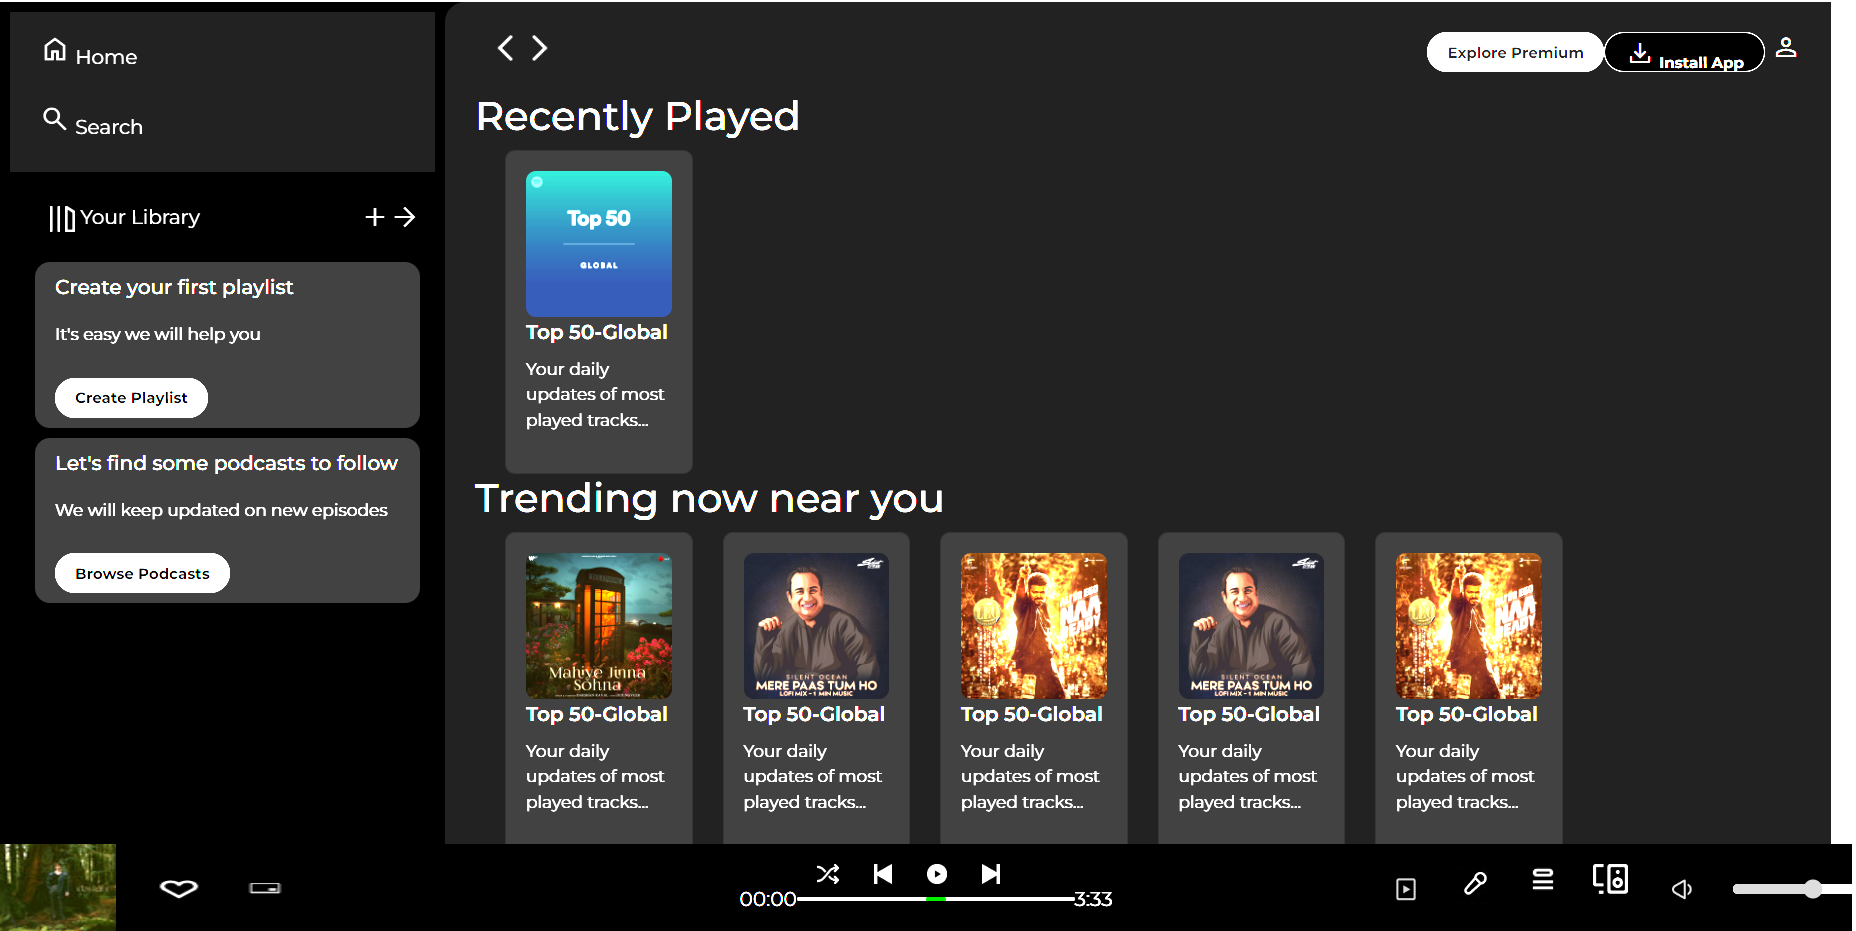 Home
Search
Your Library
Create your first playlist
It's easy we will help you
Create Playlist
Let's find some podcasts to follow
We will keep updated on new episodes
Browse Podcasts
Explore Premium
Install App
Recently Played
Top 50
GLOBAL
Top 50-Global
Your daily
updates of most
played tracks...
Trending now near you
Mahiye Jinna
Sohna
Top 50-Global
Your daily
updates of most
played tracks...
SILENT OCEAN
MERE PAAS TUM HO
LOFI MIX - 1 MIN MUSIC
Top 50-Global
Your daily
updates of most
played tracks...
NAA
READY
Top 50-Global
Your daily
updates of most
played tracks...
SILENT OCEAN
MERE PAAS TUM HO
LOFI MIX - 1 MIN MUSIC
Top 50-Global
Your daily
updates of most
played tracks...
NAA
READY
Top 50-Global
Your daily
updates of most
played tracks...
00:00
3:33